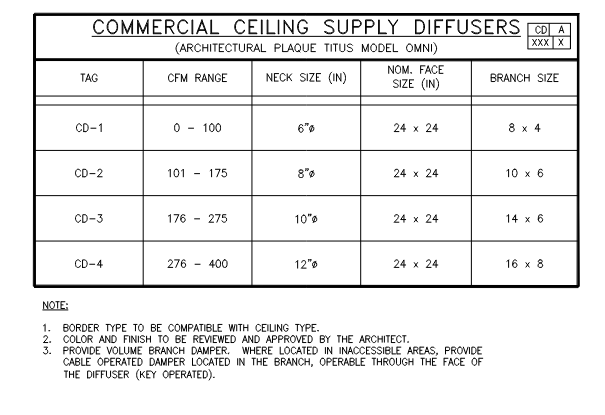 COMMERCIAL CEILING SUPPLY DIFFUSERS CD A
(ARCHITECTURAL PLAQUE TITUS MODEL OMNI) XXX X
TAG CFM RANGE NECK SIZE (IN) NOM. FACE SIZE (IN) BRANCH SIZE
CD-1 0 - 100 6"ø 24 x 24 8 x 4
CD-2 101 - 175 8"ø 24 x 24 10 x 6
CD-3 176 - 275 10"ø 24 x 24 14 x 6
CD-4 276 - 400 12"ø 24 x 24 16 x 8
NOTE:
1. BORDER TYPE TO BE COMPATIBLE WITH CEILING TYPE.
2. COLOR AND FINISH TO BE REVIEWED AND APPROVED BY THE ARCHITECT.
3. PROVIDE VOLUME BRANCH DAMPER. WHERE LOCATED IN INACCESSIBLE AREAS, PROVIDE
CABLE OPERATED DAMPER LOCATED IN THE BRANCH, OPERABLE THROUGH THE FACE OF
THE DIFFUSER (KEY OPERATED).